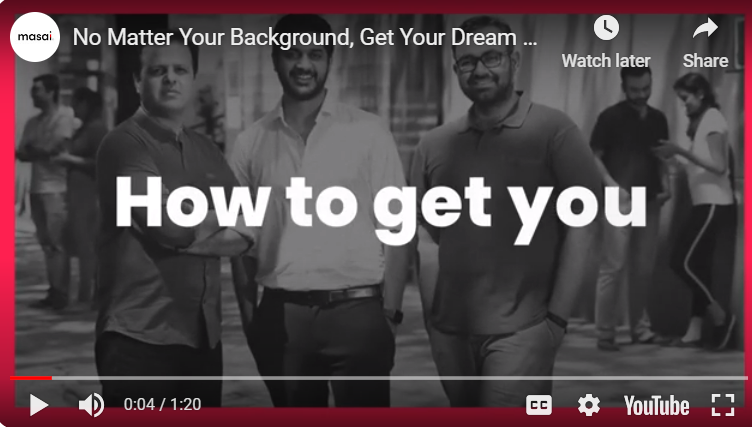 masai.
No Matter Your Background, Get Your Dream ...
Watch later
Share
How to get you
0:04 / 1:20
CC
YouTube